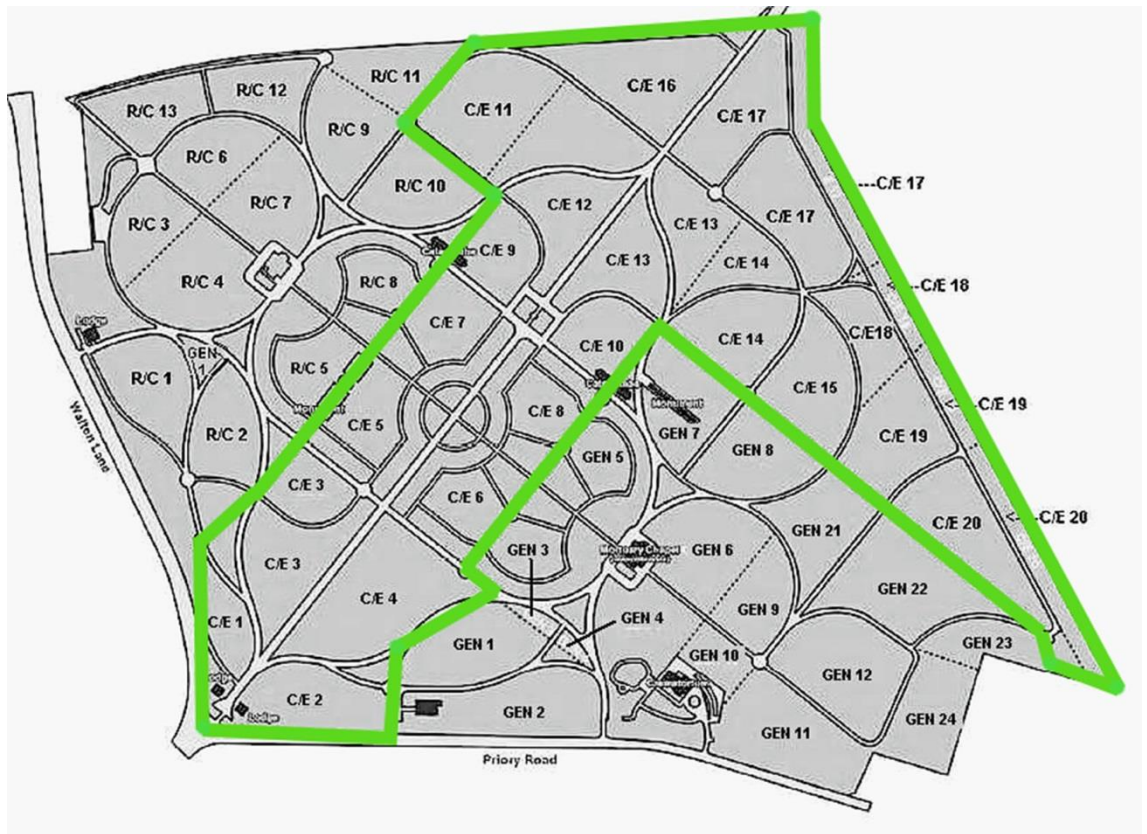 R/C 11
C/E 16
R/C 12
R/C 13
C/E 11
C/E 17
R/C 9
R/C 6
R/C 10
---C/E 17
R/C 7
C/E 12
C/E 17
R/C 3
C/E 13
C/E 9
C/E 13
C/E 14
R/C 4
R/C 8
<---C/E 18
C/E 7
Lodge
C/E18
C/E 14
C/E 10
GEN
1
R/C 5
C/E 15
R/C 1
Monument
Monument
<---C/E 19
C/E 8
C/E 5
R/C 2
GEN 7
C/E 19
Walton Lane
GEN 5
GEN 8
C/E 3
C/E 6
<---C/E 20
C/E 20
GEN 21
GEN 3
Mortuary Chapel
GEN 6
C/E 3
C/E 4
GEN 22
C/E 1
GEN 9
GEN 4
GEN 1
GEN 23
GEN 10
GEN 12
Lodge
C/E 2
GEN 2
Lodge
GEN 24
GEN 11
Priory Road